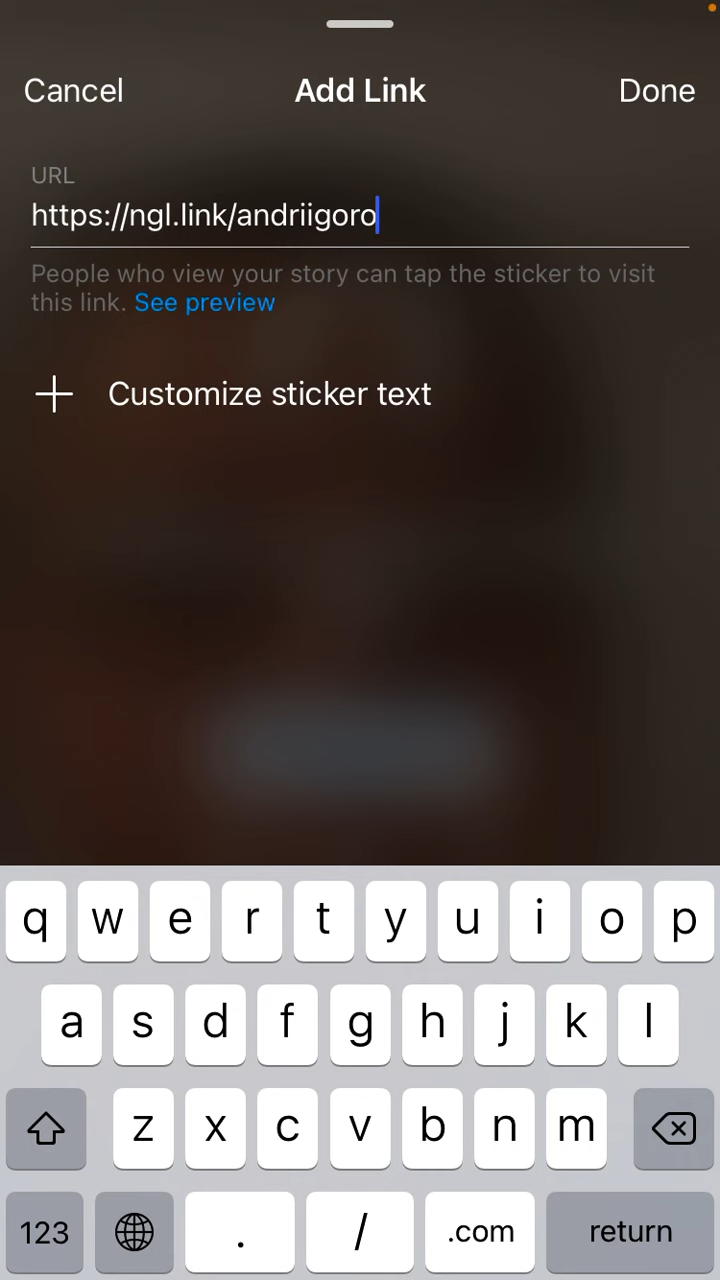 Cancel Add Link Done
URL
https://ngl.link/andriigoro
People who view your story can tap the sticker to visit
this link. See preview
Customize sticker text
q w e r t y u i o p
a s d f g h j k l
z x c v b n m
123 . / .com return